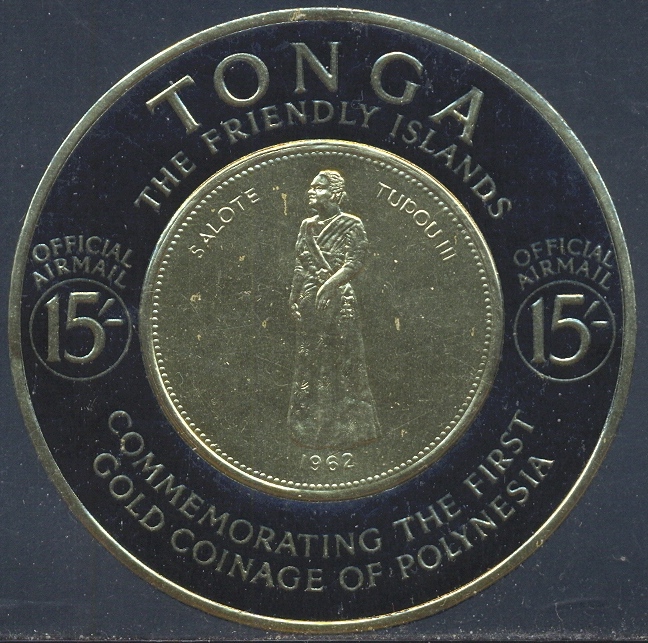 TONGA
THE FRIENDLY ISLANDS
SALOTE TUPOU III
1962
OFFICIAL
AIRMAIL
15/-
OFFICIAL
AIRMAIL
15/-
COMMEMORATING THE FIRST
GOLD COINAGE OF POLYNESIA